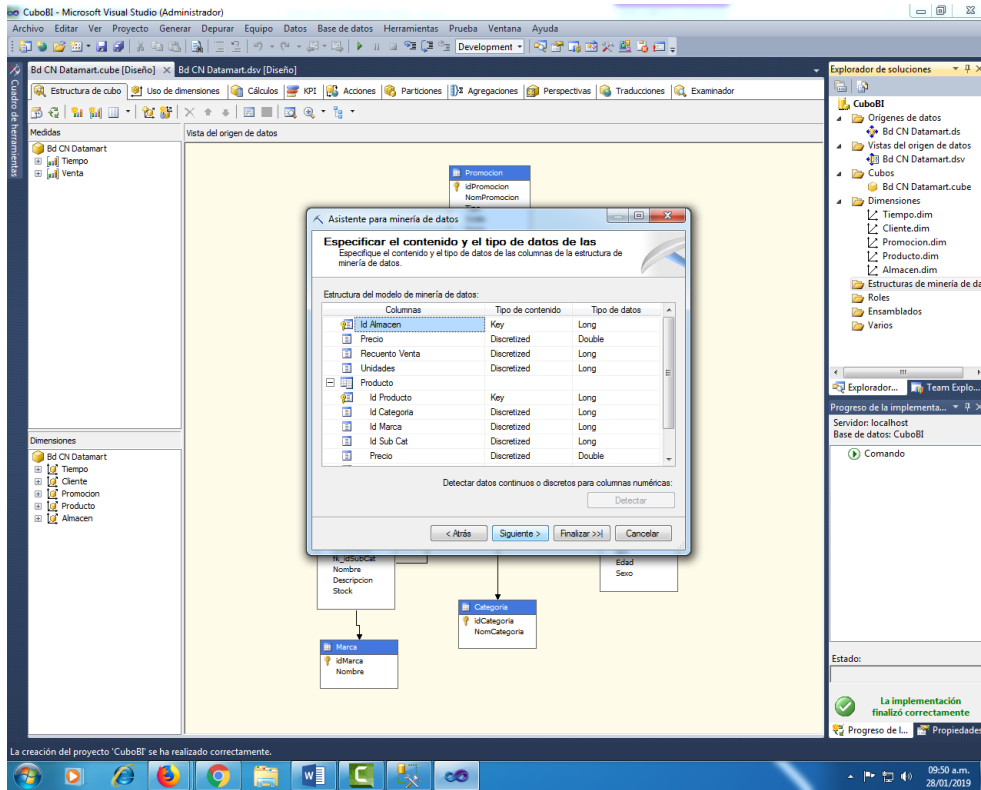 CuboBI - Microsoft Visual Studio (Administrador)
Archivo Editar Ver Proyecto Generar Depurar Equipo Datos Base de datos Herramientas Prueba Ventana Ayuda
Development
Cuadro de herramientas
Bd CN Datamart.cube [Diseño] Bd CN Datamart.dsv [Diseño]
Estructura de cubo Uso de dimensiones Cálculos KPI Acciones Particiones Agregaciones Perspectivas Traducciones Examinador
Medidas
Bd CN Datamart
Tiempo
Venta
Dimensiones
Bd CN Datamart
Tiempo
Cliente
Promocion
Producto
Almacen
Vista del origen de datos
Promocion
idPromocion
NomPromocion
Asistente para minería de datos
Especificar el contenido y el tipo de datos de las
Especifique el contenido y el tipo de datos de las columnas de la estructura de
minería de datos.
Estructura del modelo de minería de datos:
Columnas Tipo de contenido Tipo de datos
Id Almacen Key Long
Precio Discretized Double
Recuento Venta Discretized Long
Unidades Discretized Long
Producto
Id Producto Key Long
Id Categoria Discretized Long
Id Marca Discretized Long
Id Sub Cat Discretized Long
Precio Discretized Double
Detectar datos continuos o discretos para columnas numéricas:
Detectar
< Atrás Siguiente > Finalizar >>| Cancelar
fk_idSubCat
Nombre
Descripcion
Stock
Edad
Sexo
Categoria
idCategoria
NomCategoria
Marca
idMarca
Nombre
Explorador de soluciones
CuboBI
Orígenes de datos
Bd CN Datamart.ds
Vistas del origen de datos
Bd CN Datamart.dsv
Cubos
Bd CN Datamart.cube
Dimensiones
Tiempo.dim
Cliente.dim
Promocion.dim
Producto.dim
Almacen.dim
Estructuras de minería de da
Roles
Ensamblados
Varios
Explorador... Team Explo...
Progreso de la implementa...
Servidor: localhost
Base de datos: CuboBI
Comando
Estado:
La implementación
finalizó correctamente
Progreso de l... Propiedades
La creación del proyecto 'CuboBI' se ha realizado correctamente.
09:50 a.m.
28/01/2019